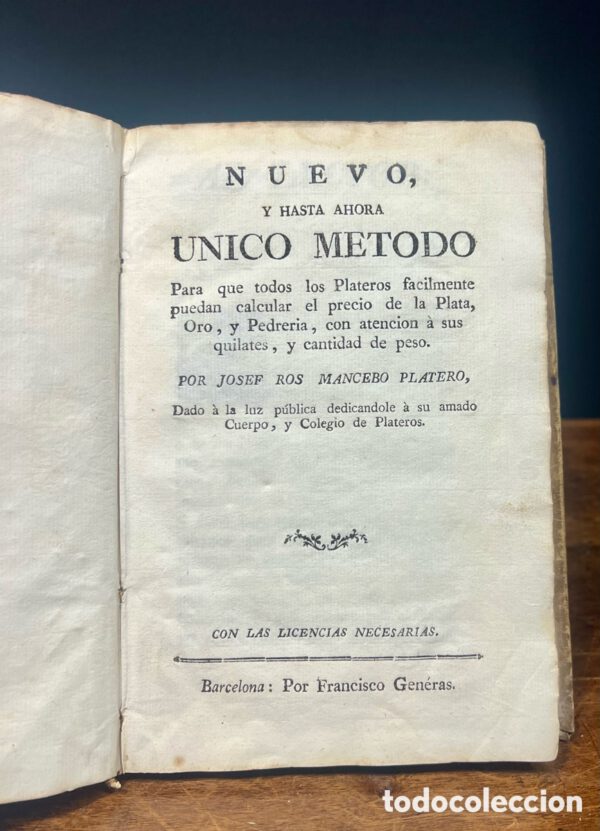 NUEVO,
Y HASTA AHORA
UNICO METODO
Para que todos los Plateros facilmente
puedan calcular el precio de la Plata,
Oro, y Pedreria, con atencion à sus
quilates, y cantidad de peso.
POR JOSEF ROS MANCEBO PLATERO,
Dado à la luz pública dedicandole à su amado
Cuerpo, y Colegio de Plateros.
CON LAS LICENCIAS NECESARIAS.
Barcelona: Por Francisco Genéras.
todocoleccion